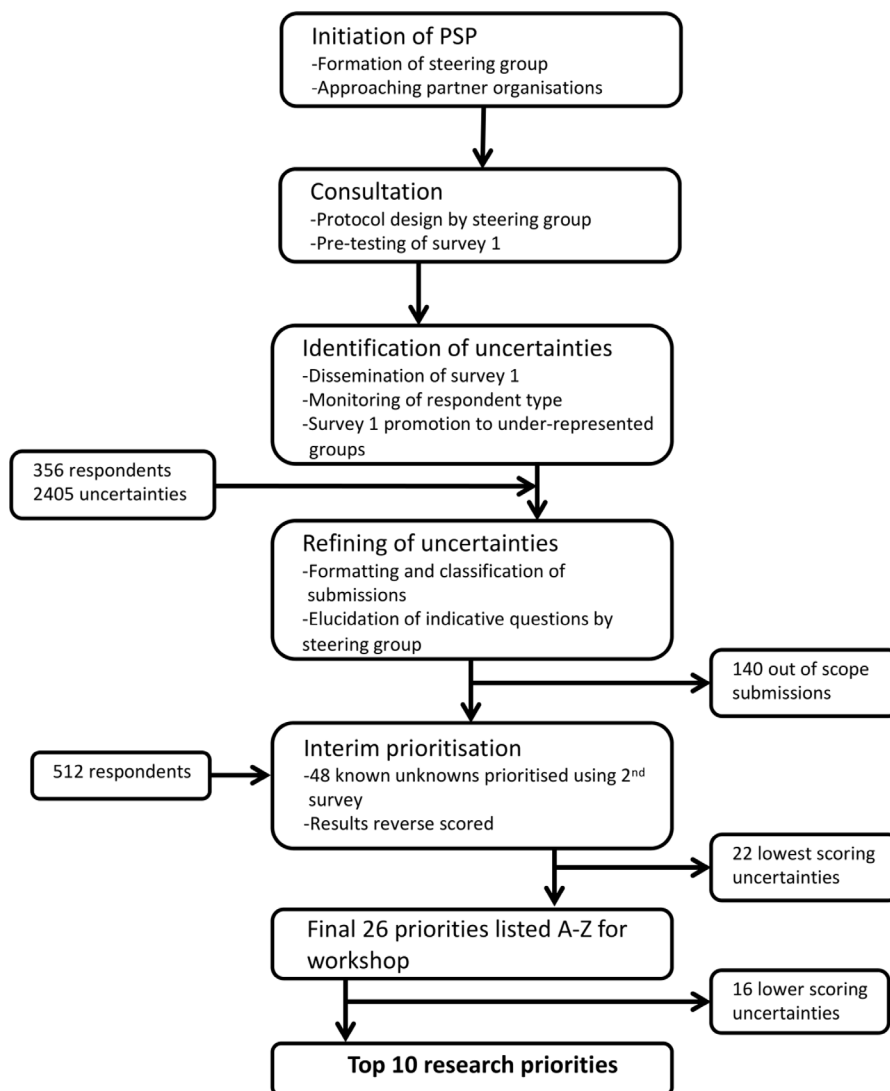 Initiation of PSP
-Formation of steering group
-Approaching partner organisations
Consultation
-Protocol design by steering group
-Pre-testing of survey 1
Identification of uncertainties
-Dissemination of survey 1
-Monitoring of respondent type
-Survey 1 promotion to under-represented
groups
356 respondents
2405 uncertainties
Refining of uncertainties
-Formatting and classification of
submissions
-Elucidation of indicative questions by
steering group
140 out of scope
submissions
Interim prioritisation
-48 known unknowns prioritised using 2nd
survey
-Results reverse scored
512 respondents
22 lowest scoring
uncertainties
Final 26 priorities listed A-Z for
workshop
16 lower scoring
uncertainties
Top 10 research priorities